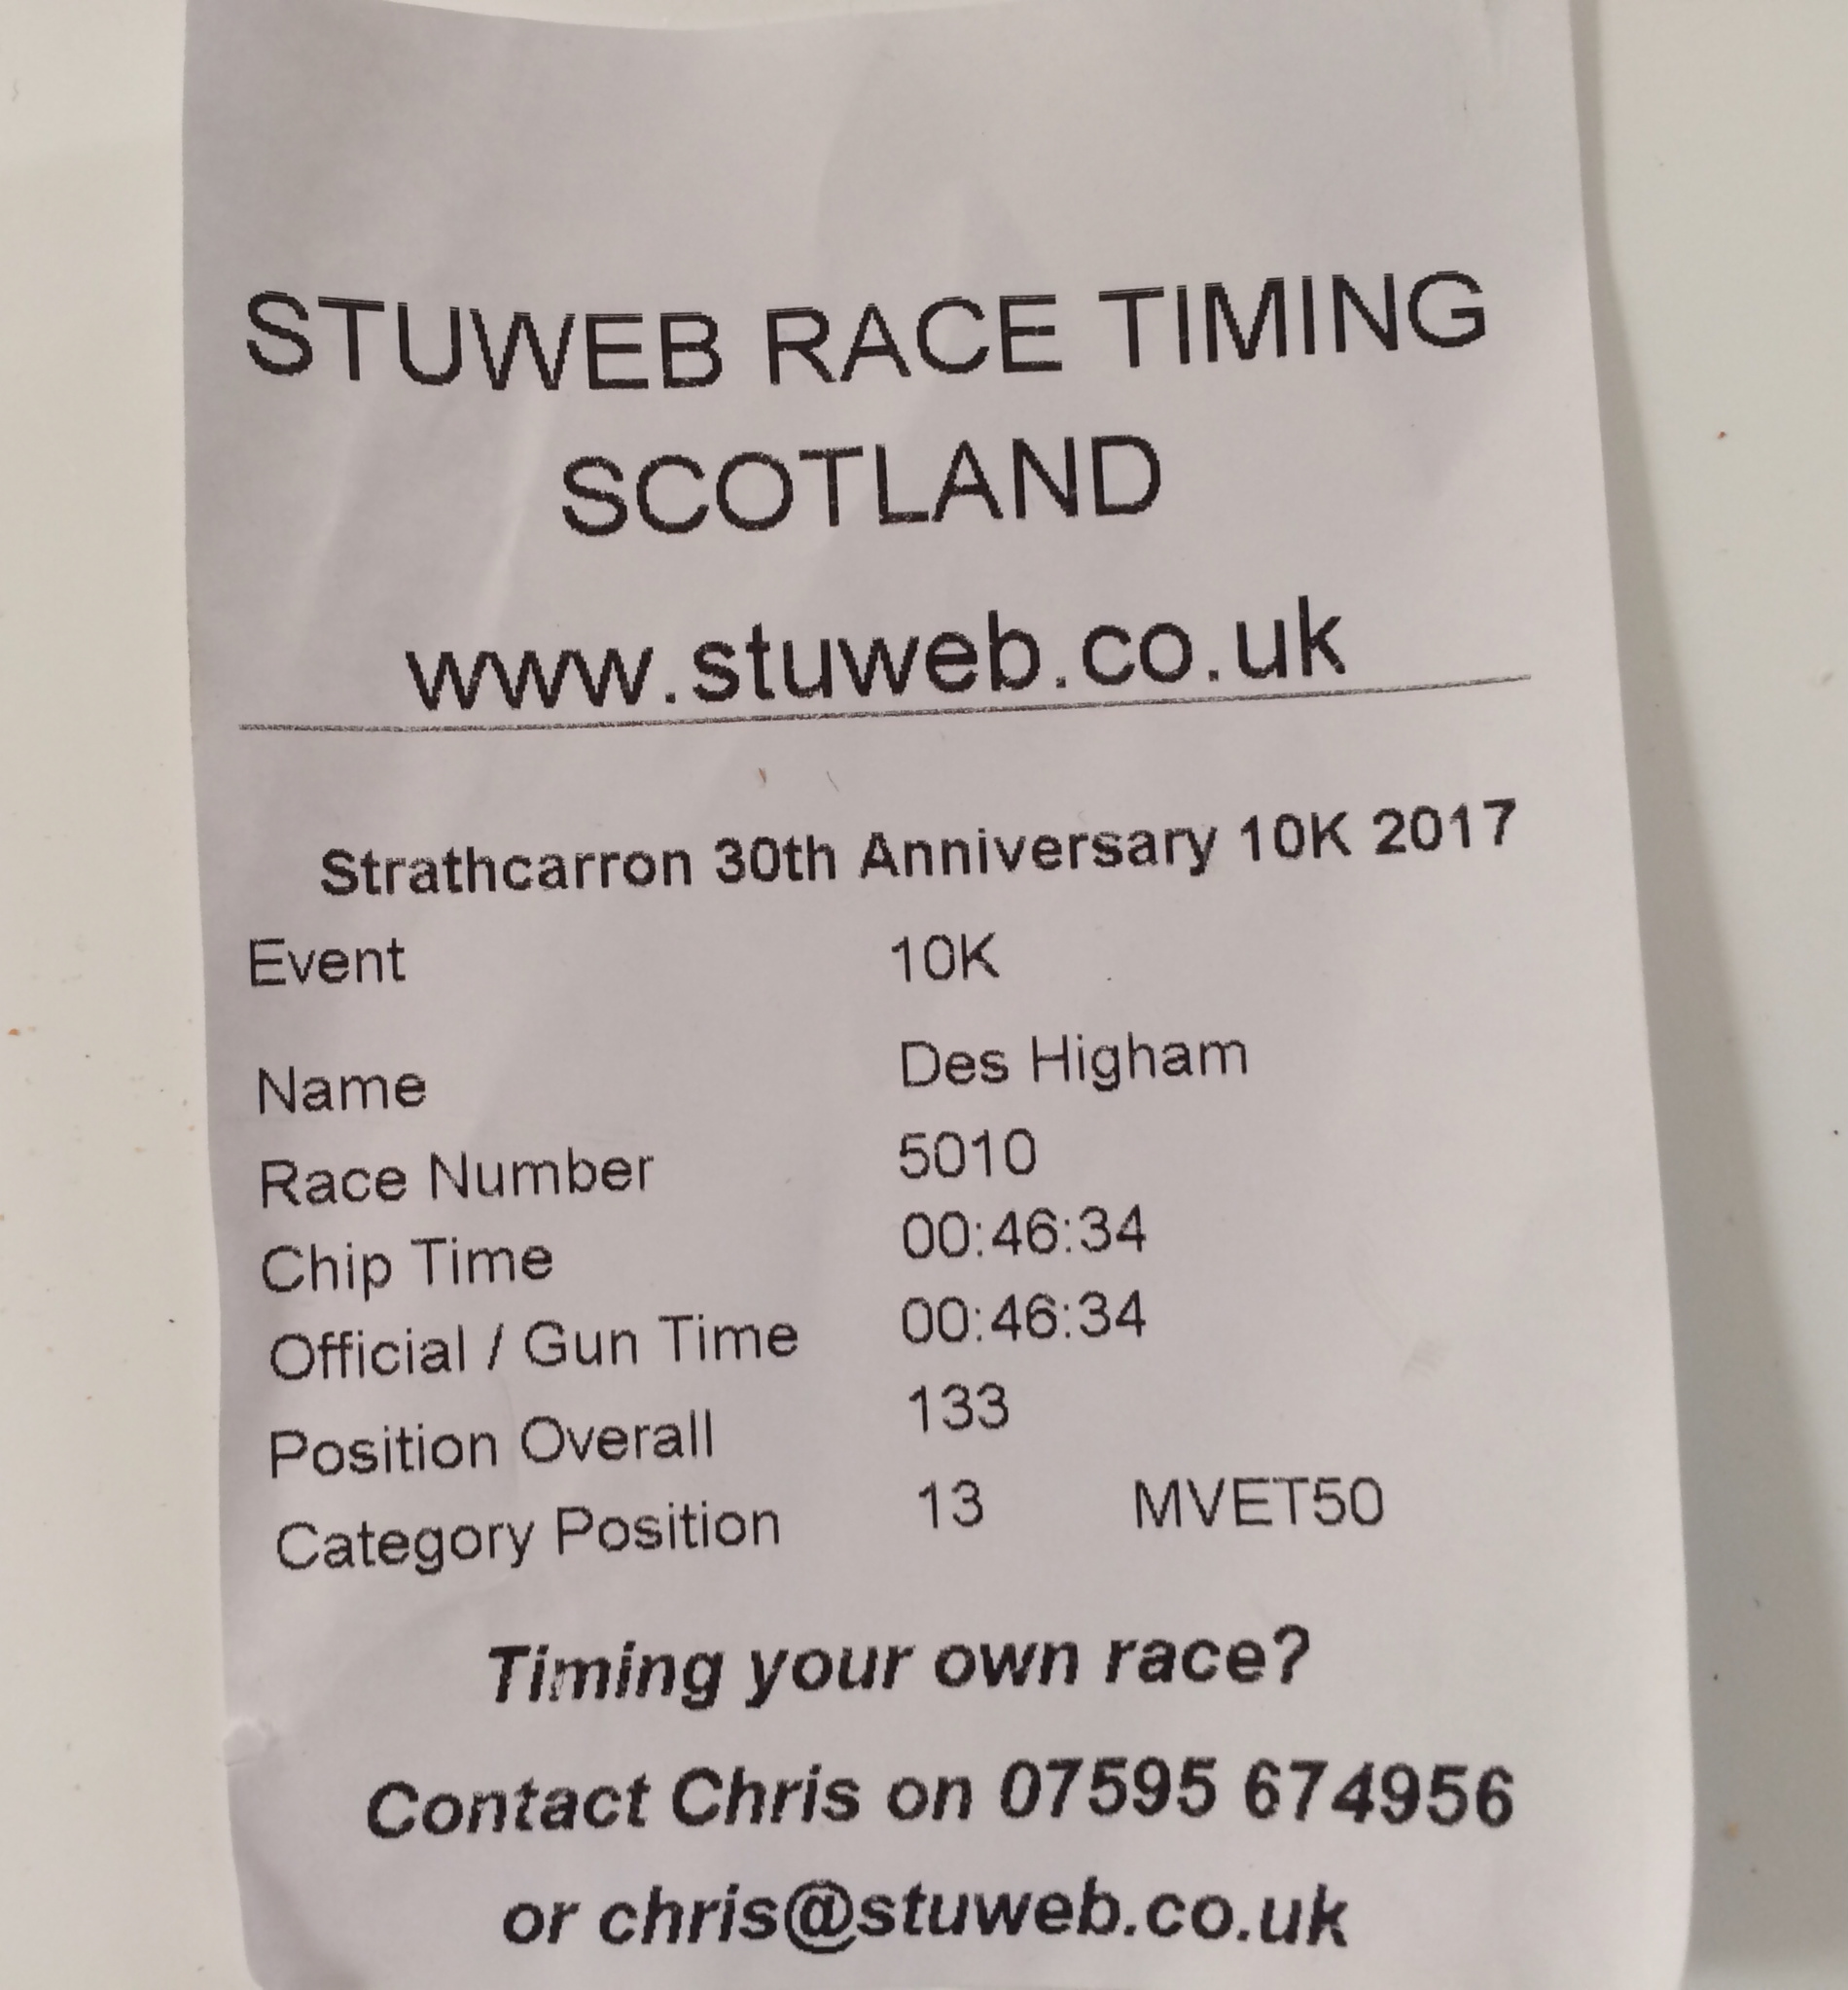 STUWEB RACE TIMING
SCOTLAND
www.stuweb.co.uk
Strathcarron 30th Anniversary 10K 2017
Event 10K
Name Des Higham
Race Number 5010
Chip Time 00:46:34
Official / Gun Time 00:46:34
Position Overall 133
Category Position 13 MVET50
Timing your own race?
Contact Chris on 07595 674956
or chris@stuweb.co.uk